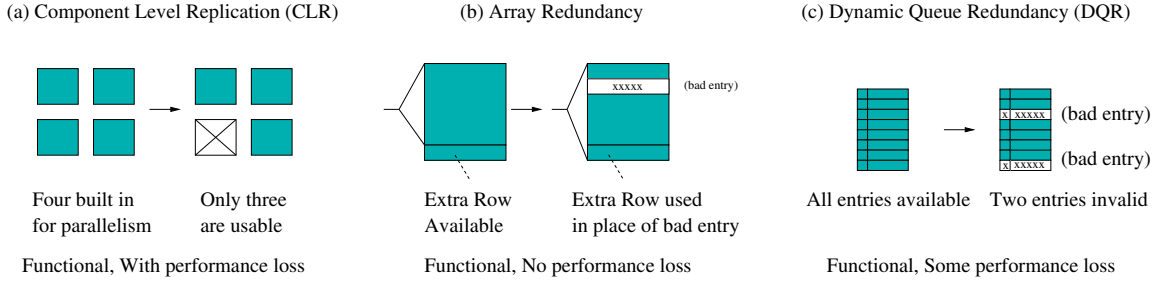 (a) Component Level Replication (CLR)
Four built in
for parallelism
Only three
are usable
Functional, With performance loss
(b) Array Redundancy
xxxxx
(bad entry)
Extra Row
Available
Extra Row used
in place of bad entry
Functional, No performance loss
(c) Dynamic Queue Redundancy (DQR)
x xxxxx
(bad entry)
x xxxxx
(bad entry)
All entries available
Two entries invalid
Functional, Some performance loss